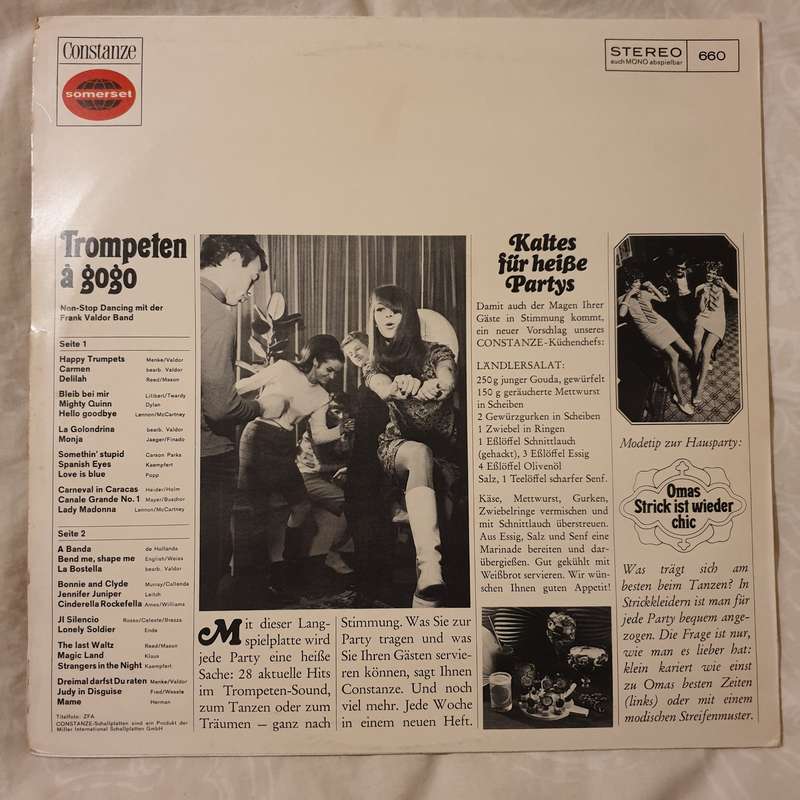 Constanze
somerset
STEREO
auch MONO abspielbar
660
Trompeten
à gogo
Non-Stop Dancing mit der
Frank Valdor Band
Seite 1
Happy Trumpets Menke/Valdor
Carmen bearb. Valdor
Delilah Reed/Mason
Bleib bei mir Lilibert/Twardy
Mighty Quinn Dylan
Hello goodbye Lennon/McCartney
La Golondrina bearb. Valdor
Monja Jaeger/Finado
Somethin' stupid Carson Parks
Spanish Eyes Kaempfert
Love is blue Popp
Carneval in Caracas Heider/Holm
Canale Grande No. 1 Mayer/Buschor
Lady Madonna Lennon/McCartney
Seite 2
A Banda de Hollanda
Bend me, shape me English/Weiss
La Bostella bearb. Valdor
Bonnie and Clyde Murray/Callenda
Jennifer Juniper Leitch
Cinderella Rockefella Ames/Williams
Jl Silencio Rosso/Celeste/Brezza
Lonely Soldier Ende
The last Waltz Reed/Mason
Magic Land Klaus
Strangers in the Night Kaempfert
Dreimal darfst Du raten Menke/Valdor
Judy in Disguise Fred/Wessele
Mame Herman
Titelfoto: ZFA
CONSTANZE-Schallplatten sind ein Produkt der
Miller International Schallplatten GmbH
Mit dieser Lang-
spielplatte wird
jede Party eine heiße
Sache: 28 aktuelle Hits
im Trompeten-Sound,
zum Tanzen oder zum
Träumen – ganz nach
Stimmung. Was Sie zur
Party tragen und was
Sie Ihren Gästen servie-
ren können, sagt Ihnen
Constanze. Und noch
viel mehr. Jede Woche
in einem neuen Heft.
Kaltes
für heiße
Partys
Damit auch der Magen Ihrer
Gäste in Stimmung kommt,
ein neuer Vorschlag unseres
CONSTANZE-Küchenchefs:
LÄNDLERSALAT:
250 g junger Gouda, gewürfelt
150 g geräucherte Mettwurst
in Scheiben
2 Gewürzgurken in Scheiben
1 Zwiebel in Ringen
1 Eßlöffel Schnittlauch
(gehackt), 3 Eßlöffel Essig
4 Eßlöffel Olivenöl
Salz, 1 Teelöffel scharfer Senf.
Käse, Mettwurst, Gurken,
Zwiebelringe vermischen und
mit Schnittlauch überstreuen.
Aus Essig, Salz und Senf eine
Marinade bereiten und dar-
übergießen. Gut gekühlt mit
Weißbrot servieren. Wir wün-
schen Ihnen guten Appetit!
Modetip zur Hausparty:
Omas
Strick ist wieder
chic
Was trägt sich am
besten beim Tanzen? In
Strickkleidern ist man für
jede Party bequem ange-
zogen. Die Frage ist nur,
wie man es lieber hat:
klein kariert wie einst
zu Omas besten Zeiten
(links) oder mit einem
modischen Streifenmuster.